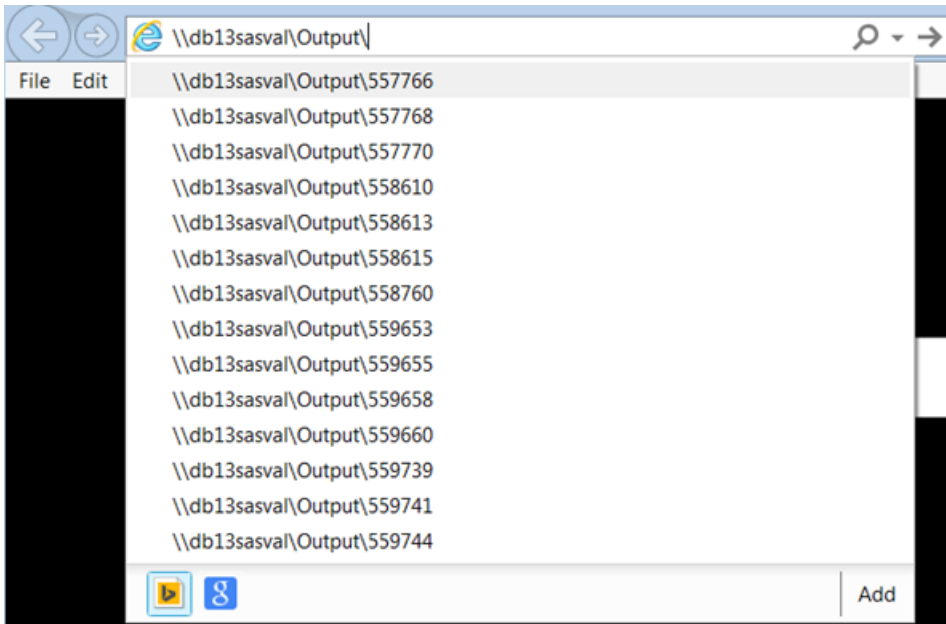 \\db13sasval\Output\
File Edit
\\db13sasval\Output\557766
\\db13sasval\Output\557768
\\db13sasval\Output\557770
\\db13sasval\Output\558610
\\db13sasval\Output\558613
\\db13sasval\Output\558615
\\db13sasval\Output\558760
\\db13sasval\Output\559653
\\db13sasval\Output\559655
\\db13sasval\Output\559658
\\db13sasval\Output\559660
\\db13sasval\Output\559739
\\db13sasval\Output\559741
\\db13sasval\Output\559744
Add